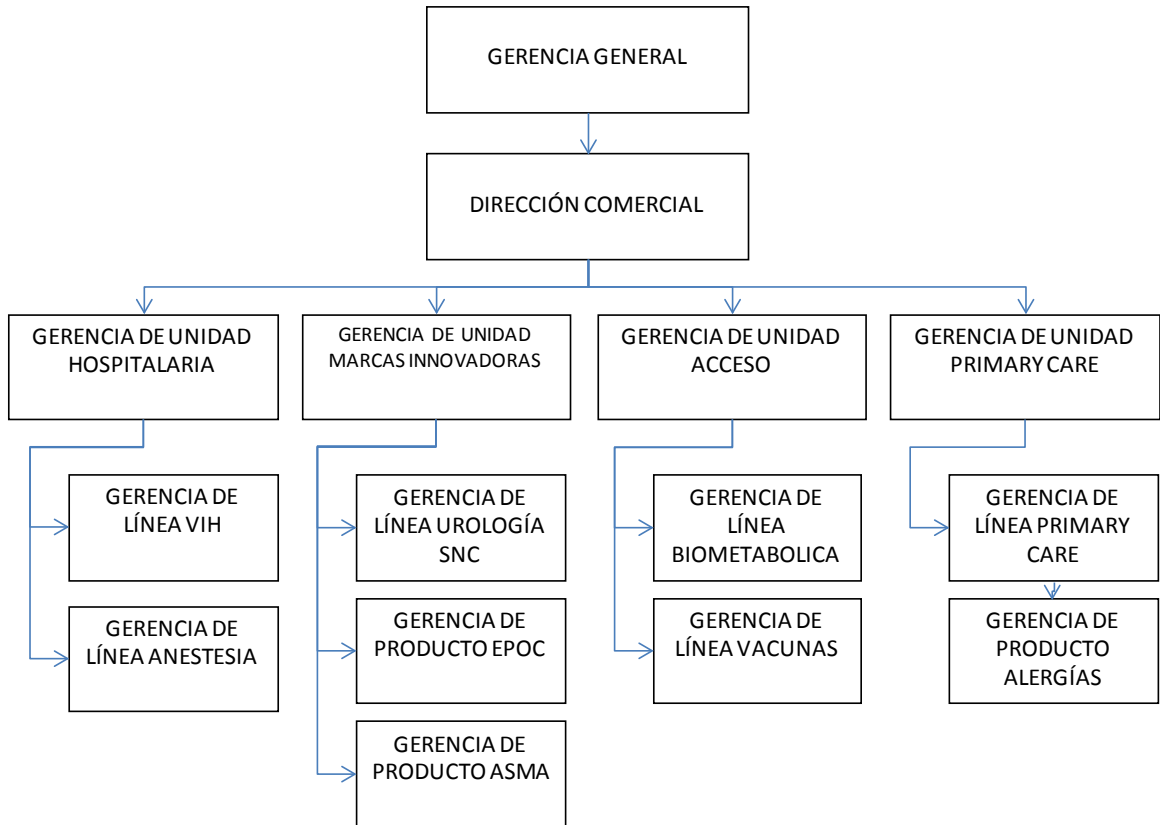 GERENCIA GENERAL
DIRECCIÓN COMERCIAL
GERENCIA DE UNIDAD
HOSPITALARIA
GERENCIA DE UNIDAD
MARCAS INNOVADORAS
GERENCIA DE UNIDAD
ACCESO
GERENCIA DE UNIDAD
PRIMARY CARE
GERENCIA DE
LÍNEA VIH
GERENCIA DE
LÍNEA ANESTESIA
GERENCIA DE
LÍNEA UROLOGÍA
SNC
GERENCIA DE
PRODUCTO EPOC
GERENCIA DE
PRODUCTO ASMA
GERENCIA DE
LÍNEA
BIOMETABOLICA
GERENCIA DE
LÍNEA VACUNAS
GERENCIA DE
LÍNEA PRIMARY
CARE
GERENCIA DE
PRODUCTO
ALERGÍAS